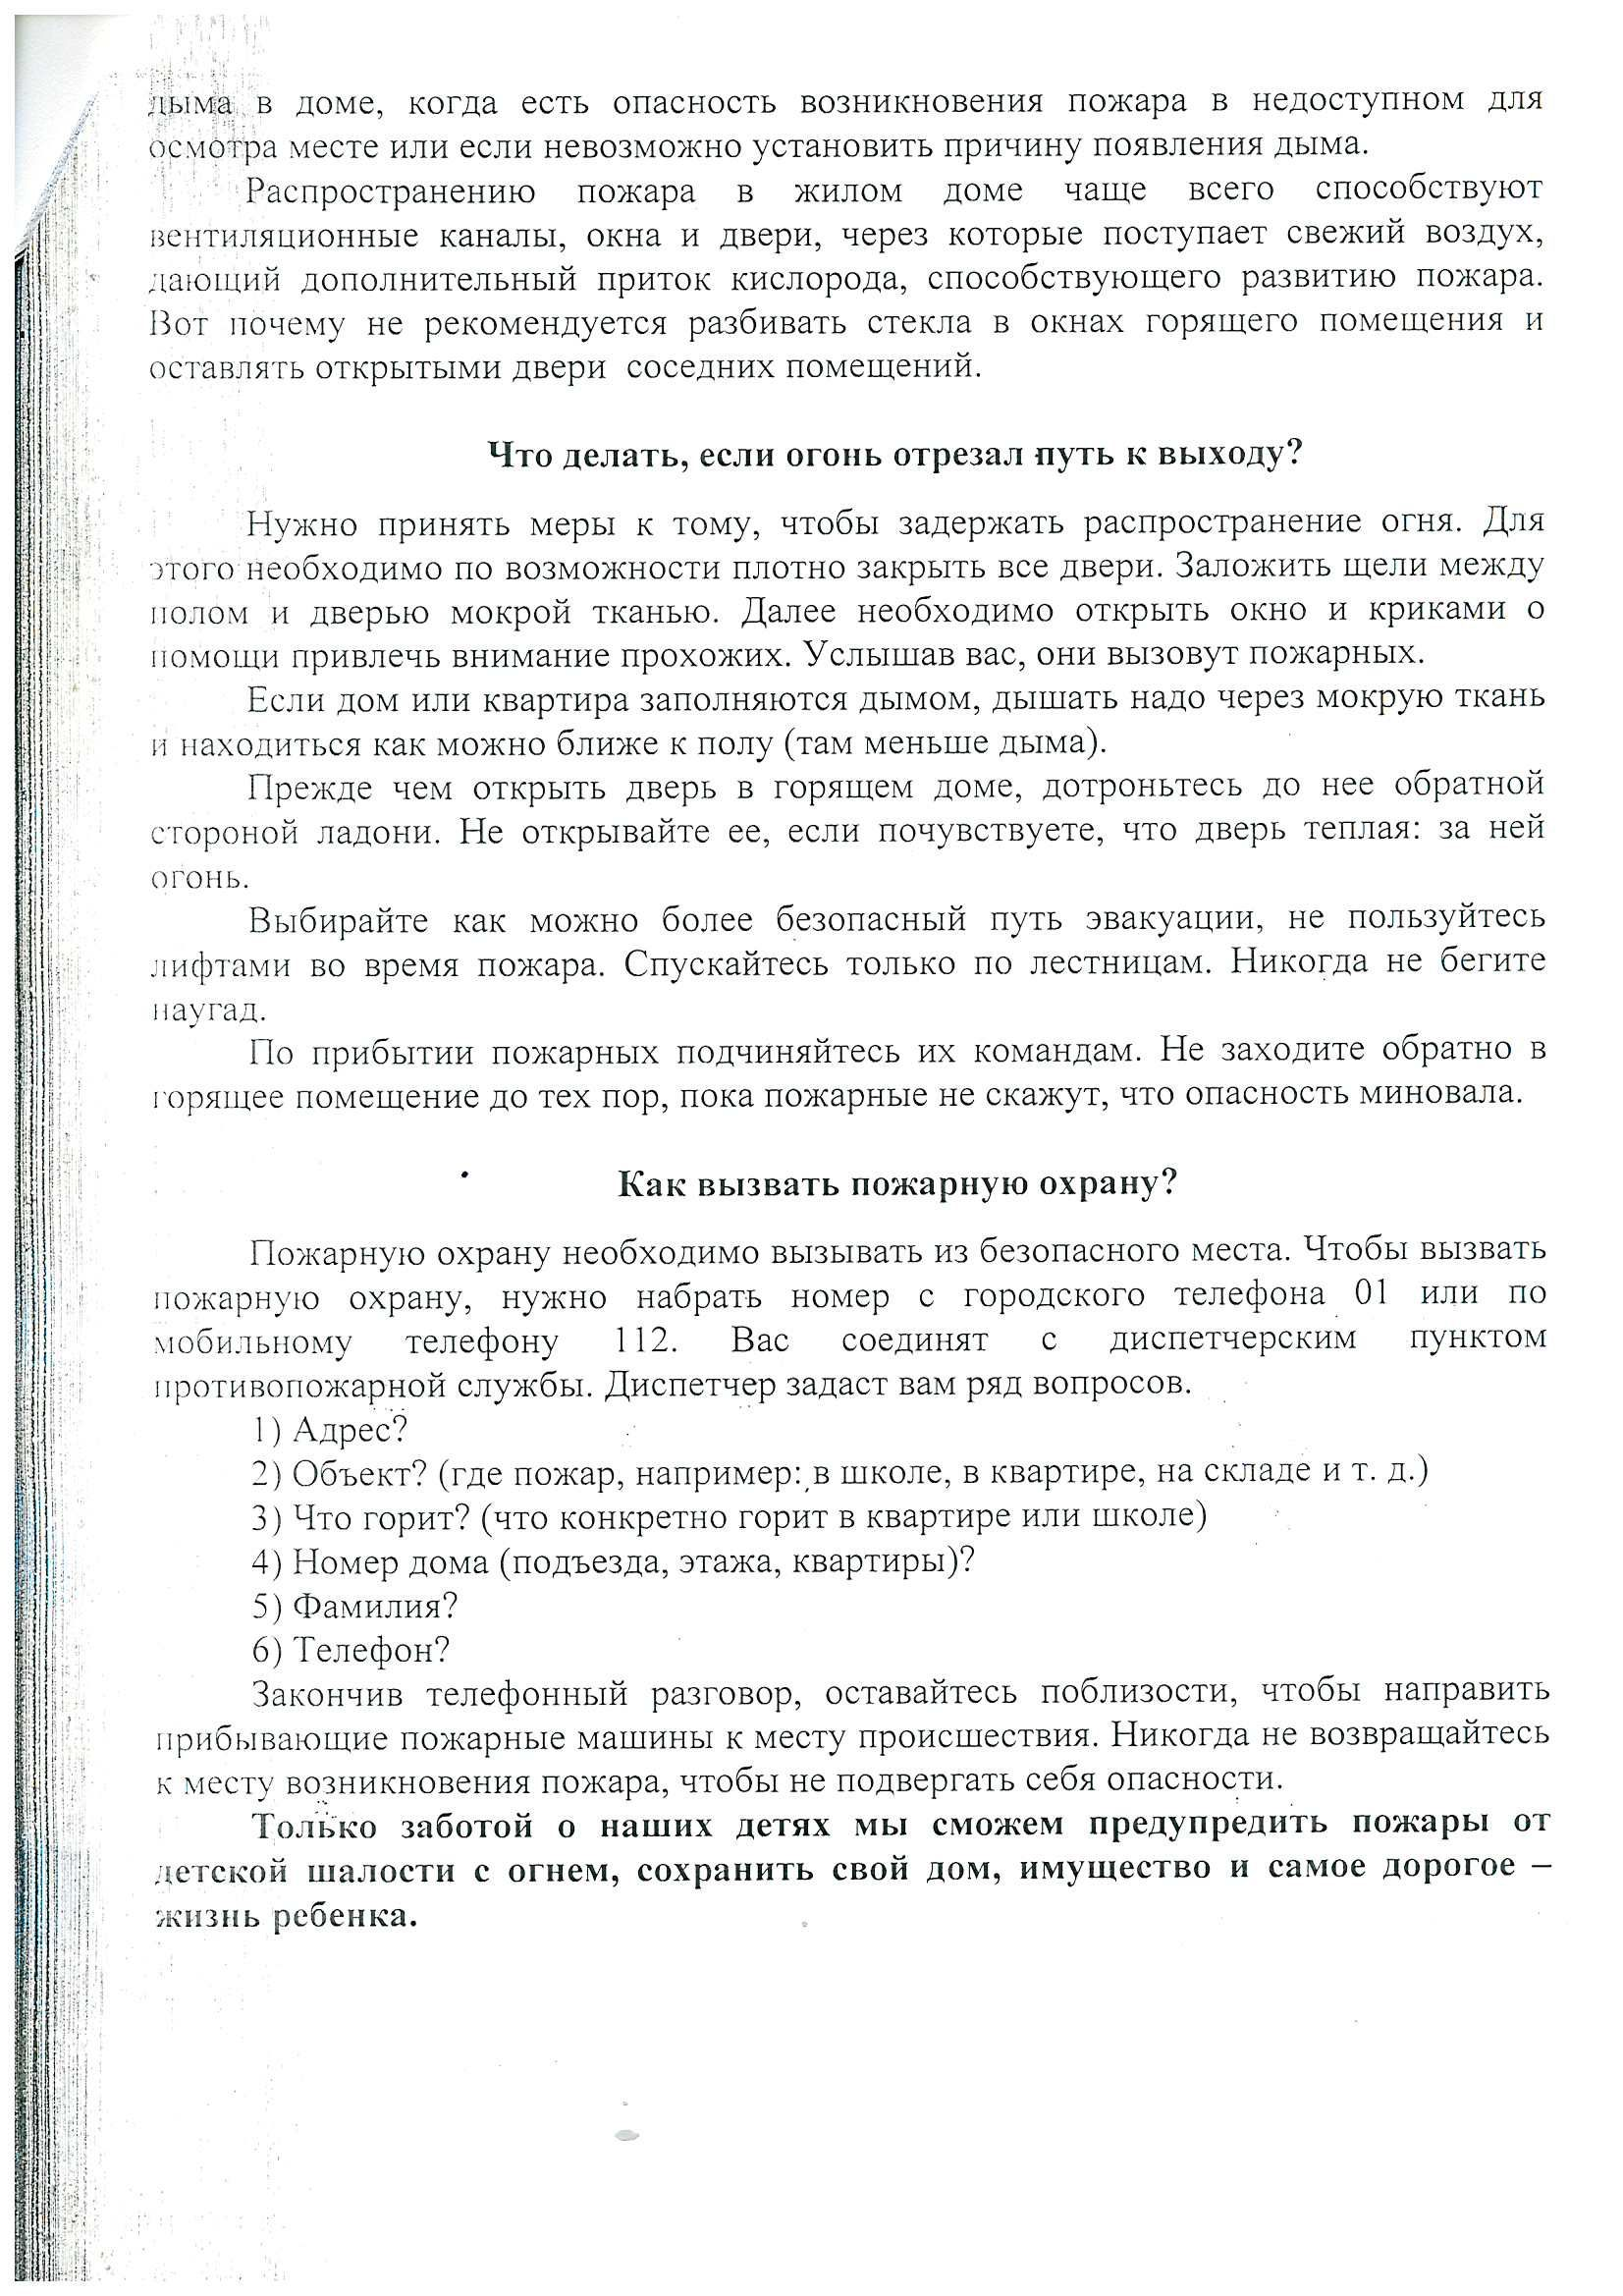 дыма в доме, когда есть опасность возникновения пожара в недоступном для
осмотра месте или если невозможно установить причину появления дыма.
Распространению пожара в жилом доме чаще всего способствуют
вентиляционные каналы, окна и двери, через которые поступает свежий воздух,
дающий дополнительный приток кислорода, способствующего развитию пожара.
Вот почему не рекомендуется разбивать стекла в окнах горящего помещения и
оставлять открытыми двери соседних помещений.
Что делать, если огонь отрезал путь к выходу?
Нужно принять меры к тому, чтобы задержать распространение огня. Для
этого необходимо по возможности плотно закрыть все двери. Заложить щели между
полом и дверью мокрой тканью. Далее необходимо открыть окно и криками о
помощи привлечь внимание прохожих. Услышав вас, они вызовут пожарных.
Если дом или квартира заполняются дымом, дышать надо через мокрую ткань
и находиться как можно ближе к полу (там меньше дыма).
Прежде чем открыть дверь в горящем доме, дотроньтесь до нее обратной
стороной ладони. Не открывайте ее, если почувствуете, что дверь теплая: за ней
огонь.
Выбирайте как можно более безопасный путь эвакуации, не пользуйтесь
лифтами во время пожара. Спускайтесь только по лестницам. Никогда не бегите
наугад.
По прибытии пожарных подчиняйтесь их командам. Не заходите обратно в
горящее помещение до тех пор, пока пожарные не скажут, что опасность миновала.
Как вызвать пожарную охрану?
Пожарную охрану необходимо вызывать из безопасного места. Чтобы вызвать
пожарную охрану, нужно набрать номер с городского телефона 01 или по
мобильному телефону 112. Вас соединят с диспетчерским пунктом
противопожарной службы. Диспетчер задаст вам ряд вопросов.
1) Адрес?
2) Объект? (где пожар, например: в школе, в квартире, на складе и т. д.)
3) Что горит? (что конкретно горит в квартире или школе)
4) Номер дома (подъезда, этажа, квартиры)?
5) Фамилия?
6) Телефон?
Закончив телефонный разговор, оставайтесь поблизости, чтобы направить
прибывающие пожарные машины к месту происшествия. Никогда не возвращайтесь
к месту возникновения пожара, чтобы не подвергать себя опасности.
Только заботой о наших детях мы сможем предупредить пожары от
детской шалости с огнем, сохранить свой дом, имущество и самое дорогое –
жизнь ребенка.